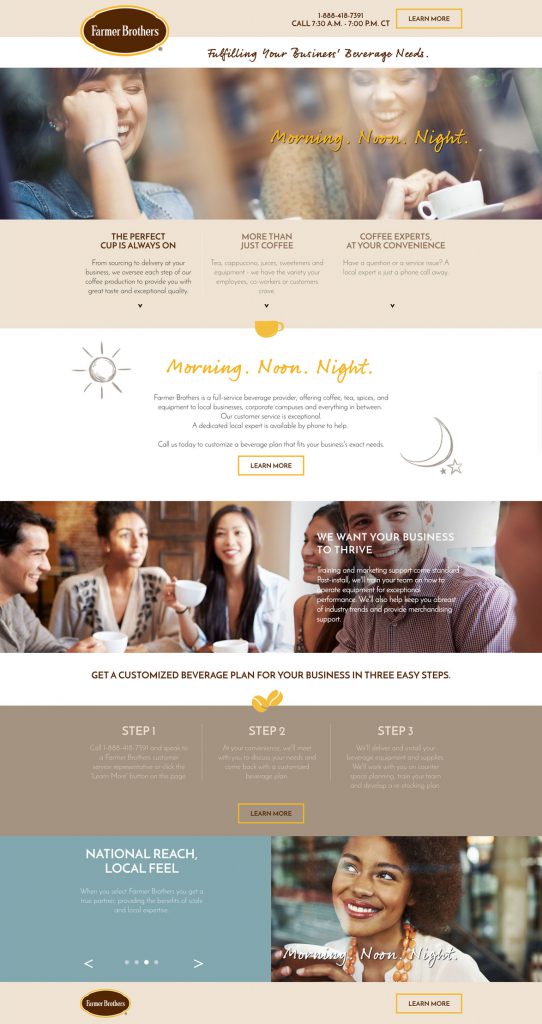 Farmer Brothers
1-888-418-7391
CALL 7:30 A.M. - 7:00 P.M. CT
LEARN MORE
Fulfilling Your Business' Beverage Needs.
Morning. Noon. Night.
THE PERFECT
CUP IS ALWAYS ON
From sourcing to delivery at your
business, we oversee each step of our
coffee production to provide you with
great taste and exceptional quality.
MORE THAN
JUST COFFEE
Tea, cappuccino, juices, sweeteners and
equipment - we have the variety your
employees, co-workers or customers
crave.
COFFEE EXPERTS,
AT YOUR CONVENIENCE
Have a question or a service issue? A
local expert is just a phone call away.
Morning. Noon. Night.
Farmer Brothers is a full-service beverage provider, offering coffee, tea, spices, and
equipment to local businesses, corporate campuses and everything in between.
Our customer service is exceptional.
A dedicated local expert is available by phone to help.
Call us today to customize a beverage plan that fits your business's exact needs.
LEARN MORE
WE WANT YOUR BUSINESS
TO THRIVE
Training and marketing support come standard.
Post-install, we'll train your team on how to
operate equipment for exceptional
performance. We'll also help keep you abreast
of industry trends and provide merchandising
support.
GET A CUSTOMIZED BEVERAGE PLAN FOR YOUR BUSINESS IN THREE EASY STEPS.
STEP 1
Call 1-888-418-7391 and speak to
a Farmer Brothers customer
service representative or click the
'Learn More' button on this page.
STEP 2
At your convenience, we'll meet
with you to discuss your needs and
come back with a customized
beverage plan.
STEP 3
We'll deliver and install your
beverage equipment and supplies.
We'll work with you on counter
space planning, train your team
and develop a re-stocking plan.
LEARN MORE
NATIONAL REACH,
LOCAL FEEL
When you select Farmer Brothers you get a
true partner, providing the benefits of scale
and local expertise.
Morning. Noon. Night.
Farmer Brothers
LEARN MORE